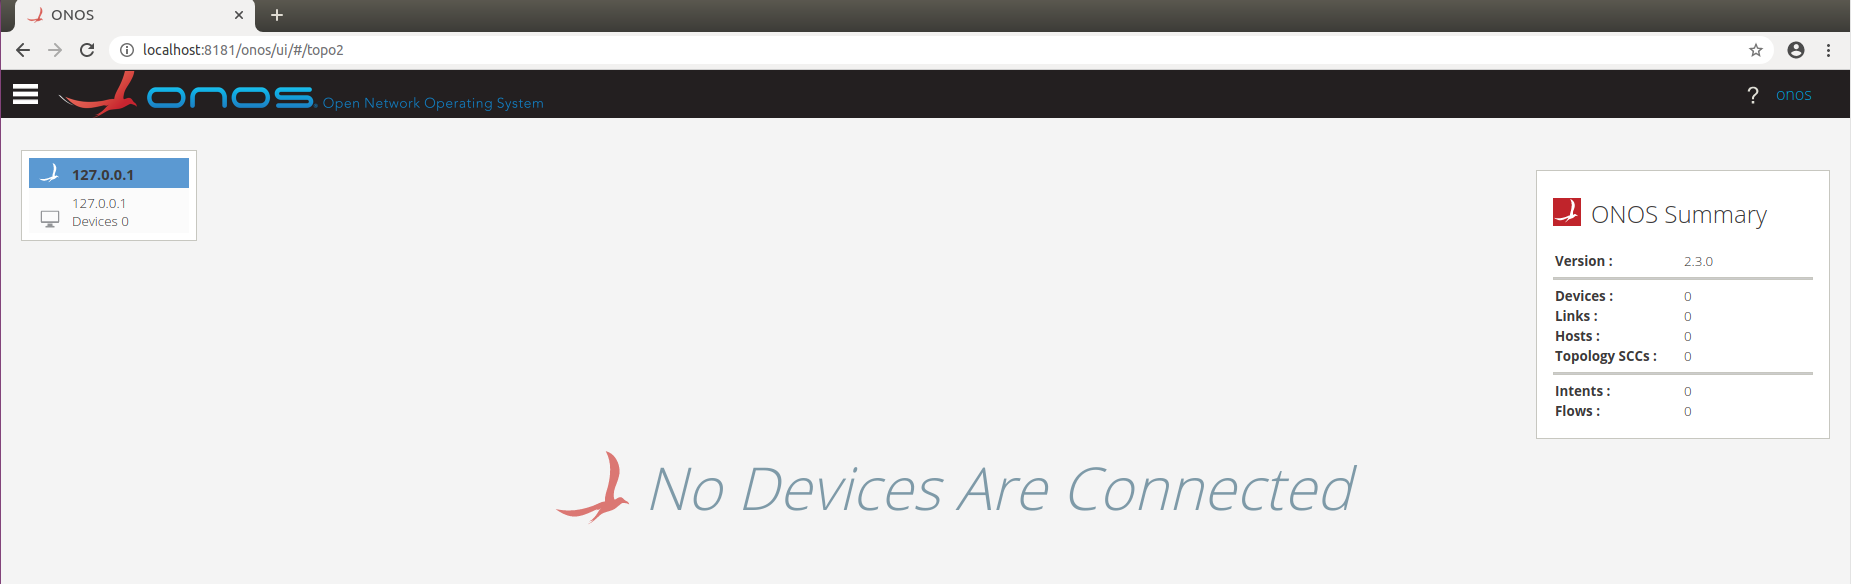 ONOS
localhost:8181/onos/ui/#/topo2
onos Open Network Operating System
? onos
127.0.0.1
127.0.0.1
Devices 0
ONOS Summary
Version : 2.3.0
Devices : 0
Links : 0
Hosts : 0
Topology SCCs : 0
Intents : 0
Flows : 0
No Devices Are Connected